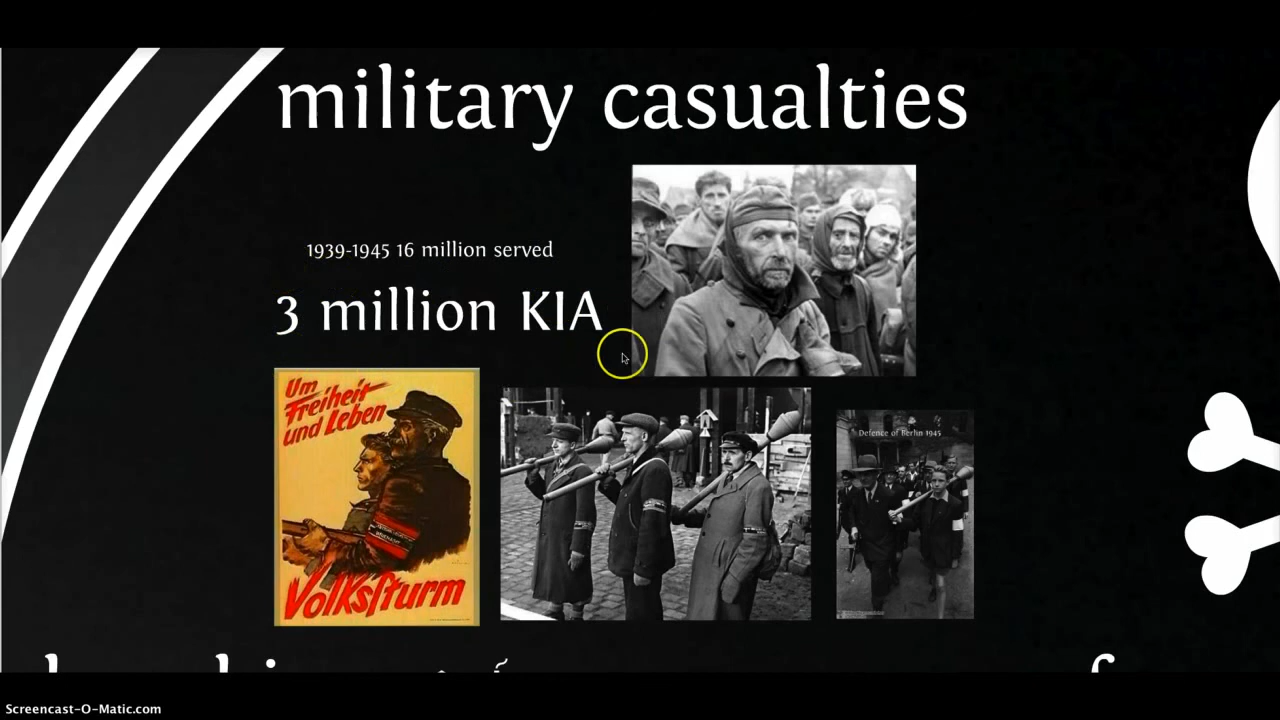 military casualties
1939-1945 16 million served
3 million KIA
Um
Freiheit
und Leben
Volkssturm
Defence of Berlin 1945
Screencast-O-Matic.com